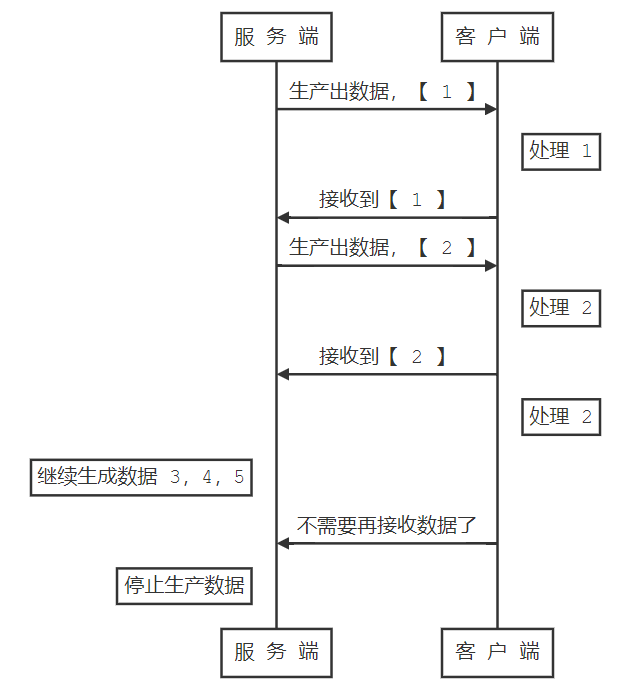 服 务 端
客 户 端
生产出数据, 【 1 】
处理 1
接收到【 1 】
生产出数据, 【 2 】
处理 2
接收到【 2 】
处理 2
继续生成数据 3, 4, 5
不需要再接收数据了
停止生产数据
服 务 端
客 户 端